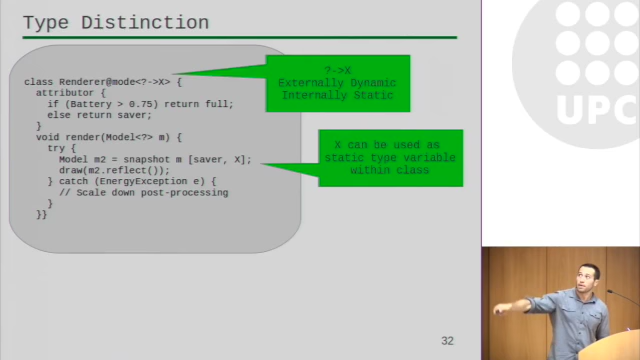 Type Distinction
class Renderer@mode<?->X> {
attributor {
if (Battery > 0.75) return full;
else return saver;
}
void render(Model<?> m) {
try {
Model m2 = snapshot m [saver, X];
draw(m2.reflect());
} catch (EnergyException e) {
// Scale down post-processing
}
}}
?->X
Externally Dynamic
Internally Static
X can be used as
static type variable
within class
32
UPC